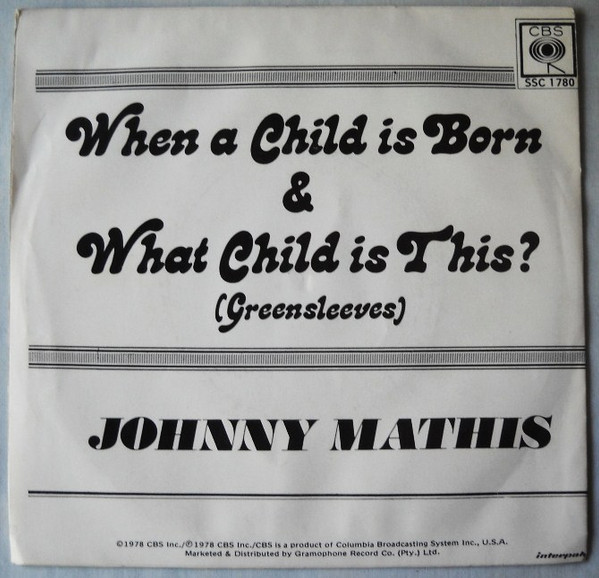 CBS
SSC 1780
When a Child is Born
&
What Child is This?
(Greensleeves)
JOHNNY MATHIS
©1978 CBS Inc./℗1978 CBS Inc./CBS is a product of Columbia Broadcasting System Inc., U.S.A.
Marketed & Distributed by Gramophone Record Co. (Pty.) Ltd.
interpak